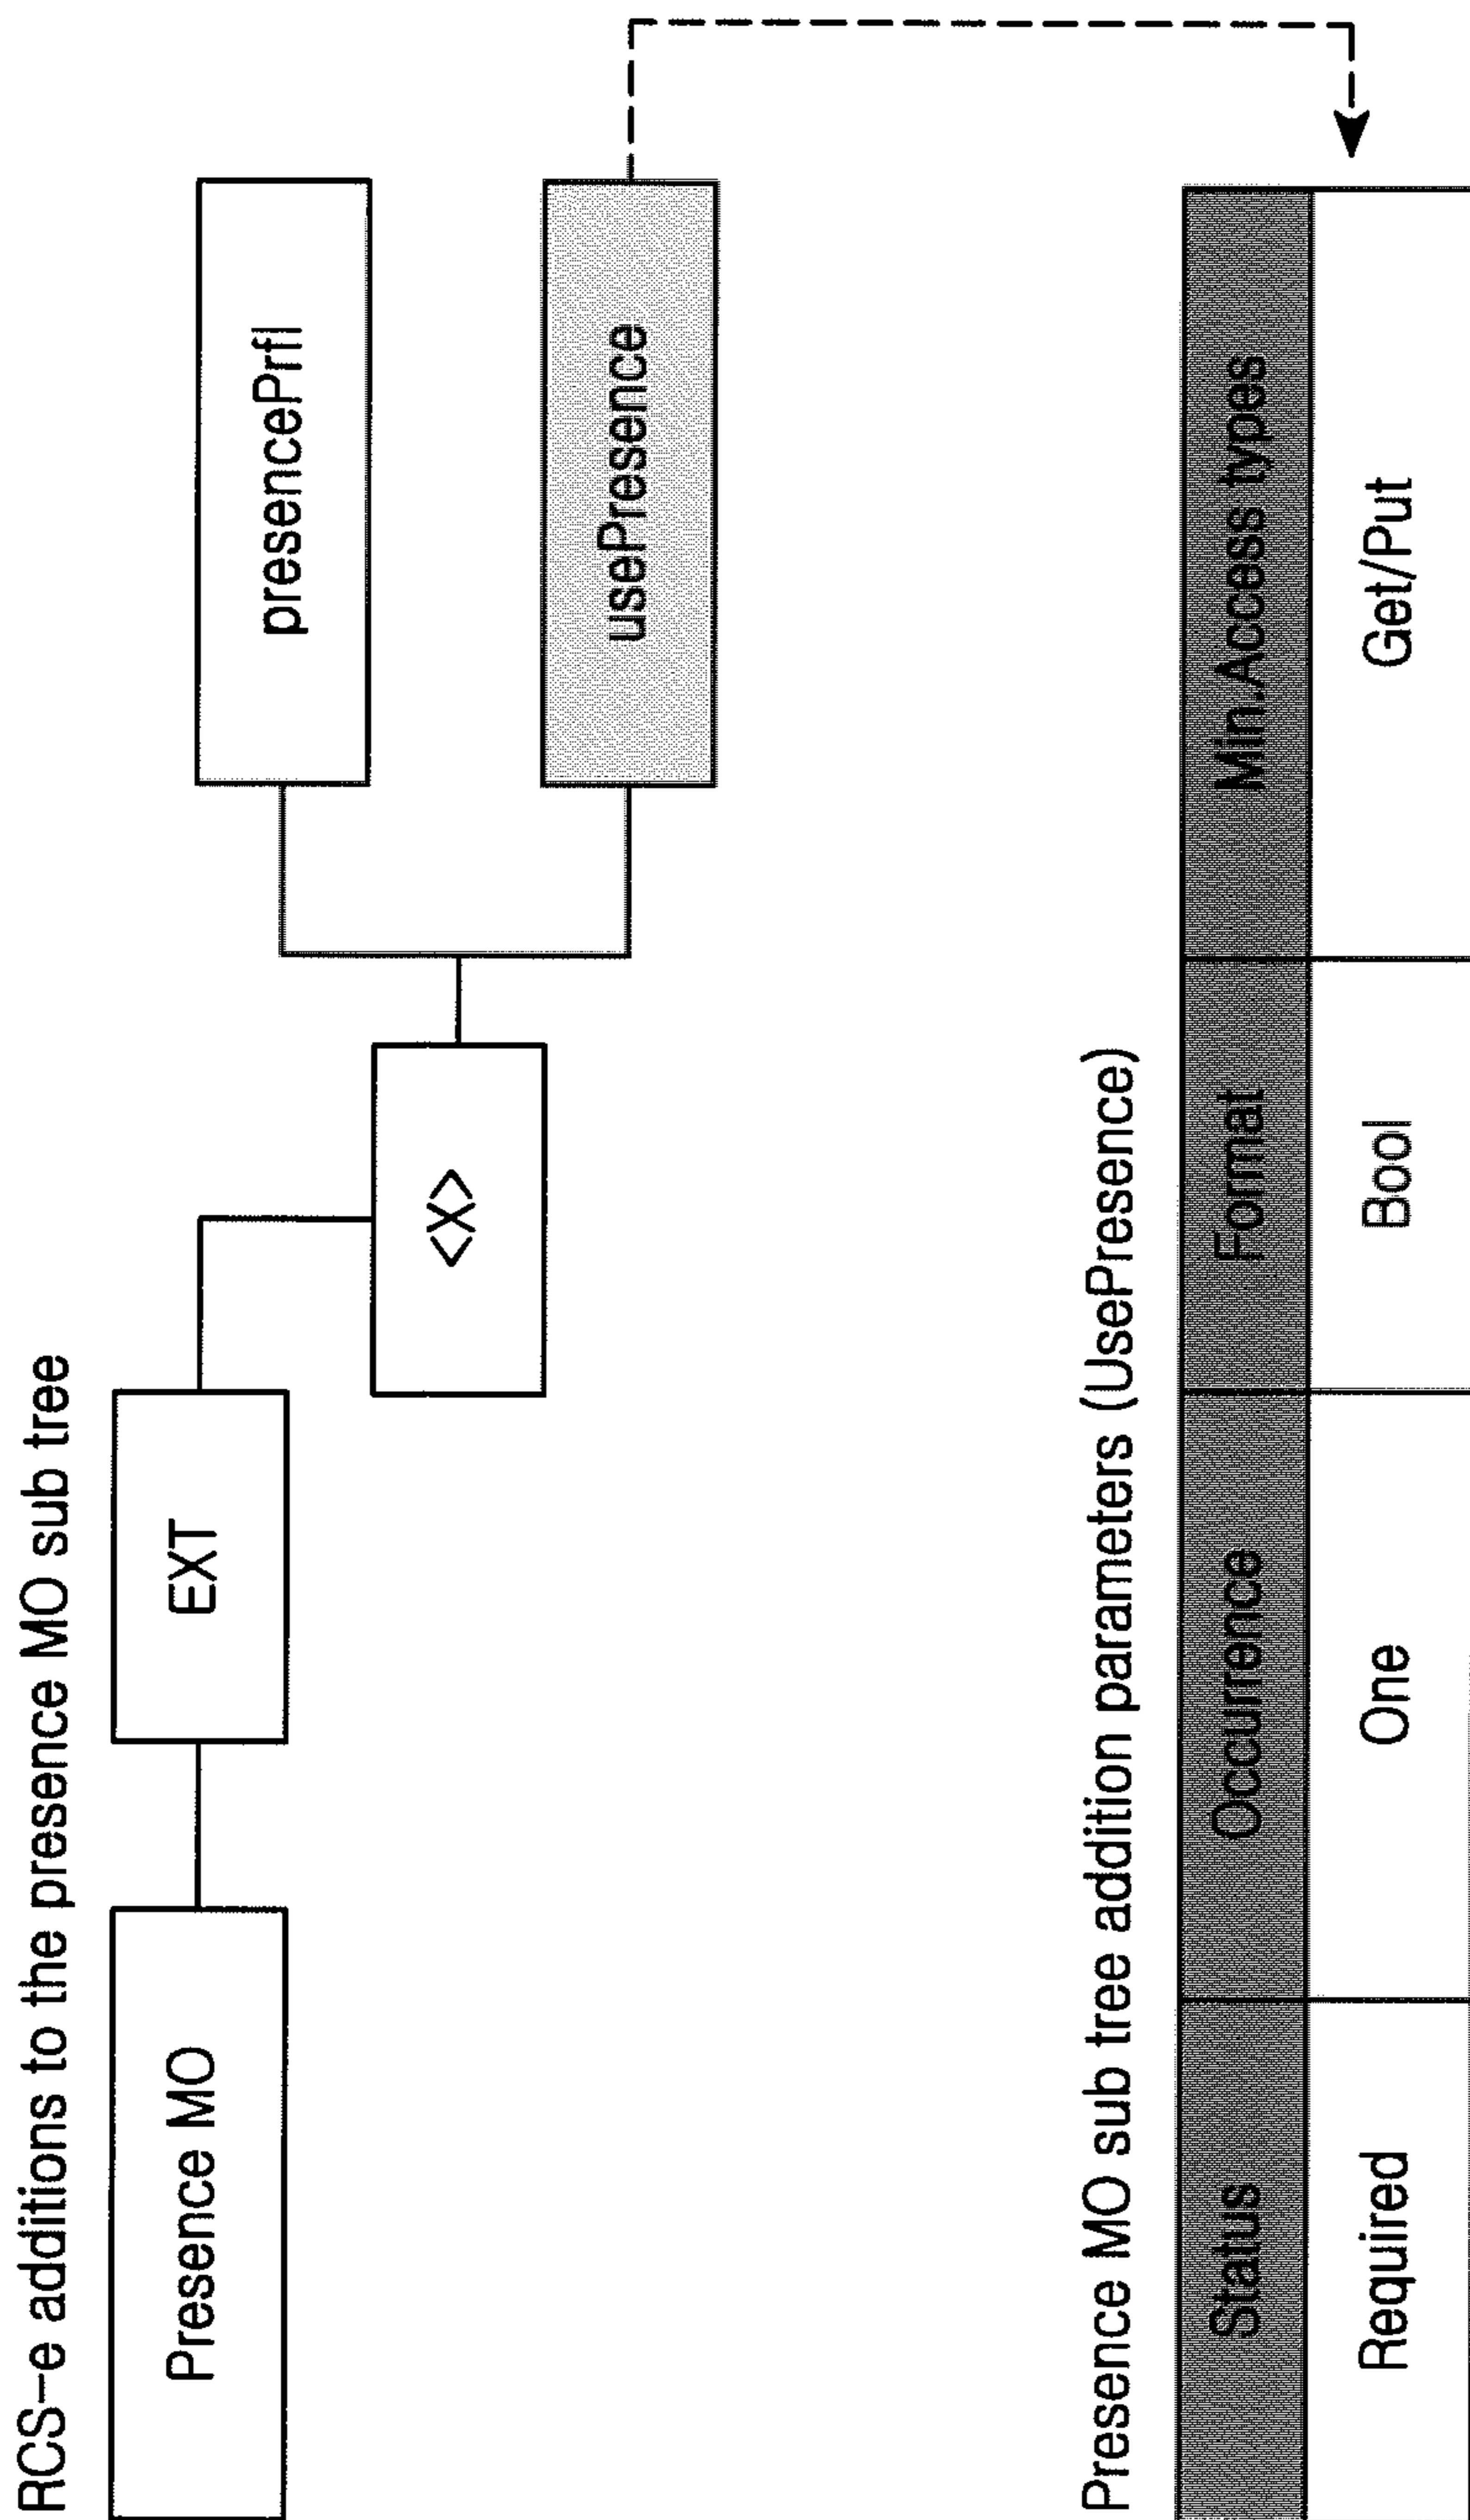 RCS-e additions to the presence MO sub tree
Presence MO
EXT
<X>
presencePrfl
usePresence
Presence MO sub tree addition parameters (UsePresence)
Status Occurrence Format Min.Access types
Required One Bool Get/Put